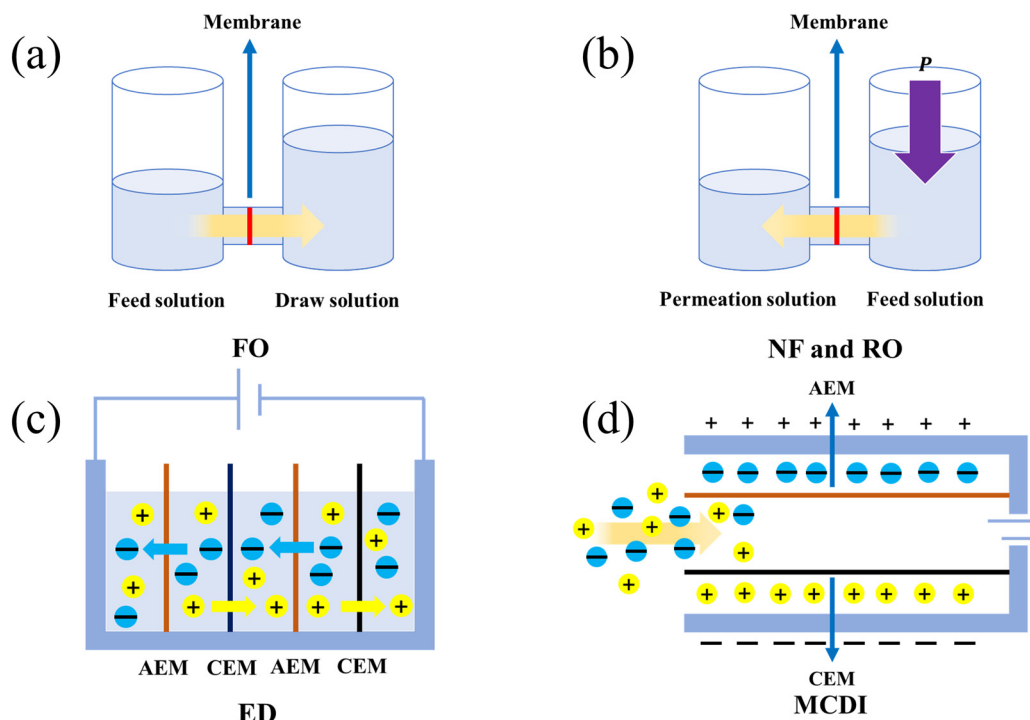 (a)
Membrane
Feed solution
Draw solution
FO
(b)
Membrane
P
Permeation solution
Feed solution
NF and RO
(c)
+ + +
− −
− − − −
+ + −
− −
+ + + +
−
AEM CEM AEM CEM
ED
(d)
AEM
+ + + + + + + +
− − − − − − − −
+ − + −
+ + −
− − − +
+
+ + + + + + + +
− − − − − − − −
CEM
MCDI